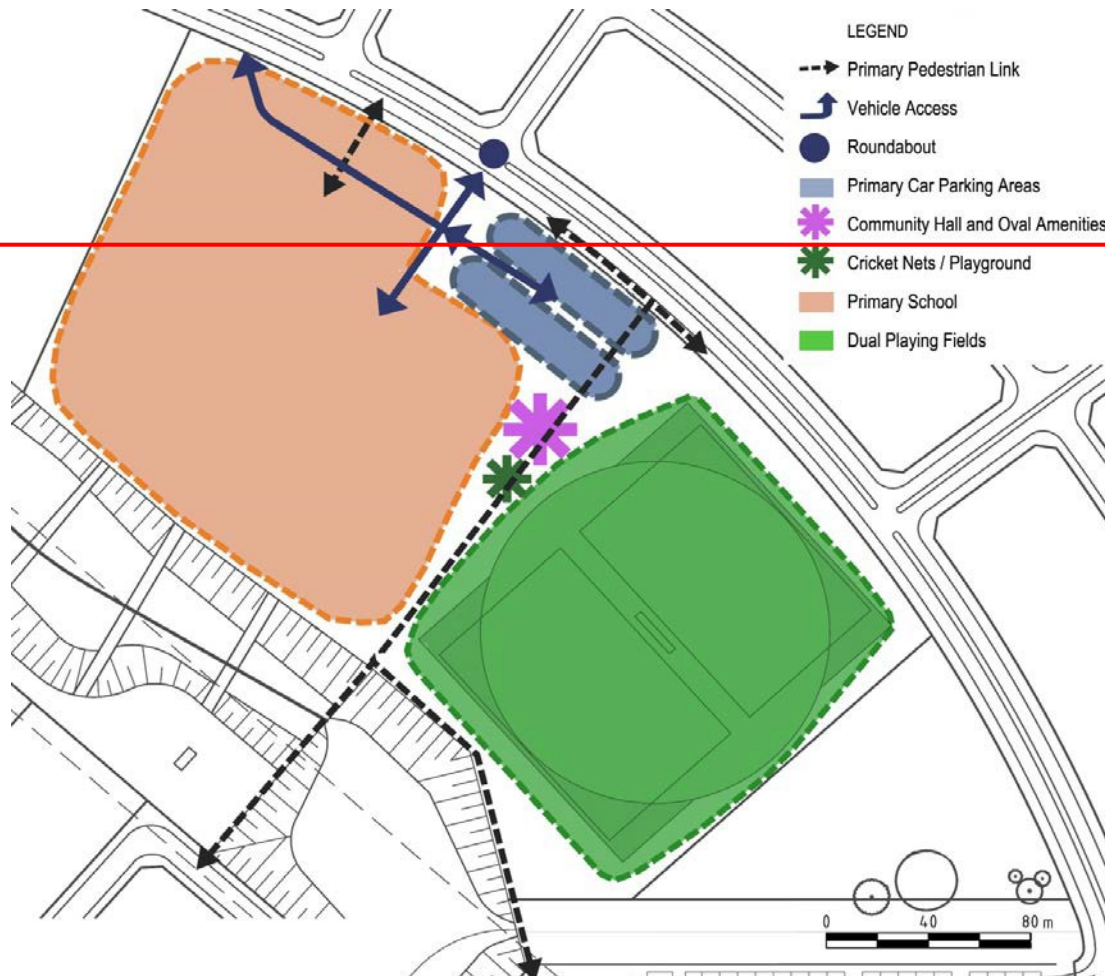 LEGEND
Primary Pedestrian Link
Vehicle Access
Roundabout
Primary Car Parking Areas
Community Hall and Oval Amenities
Cricket Nets / Playground
Primary School
Dual Playing Fields
0 40 80 m